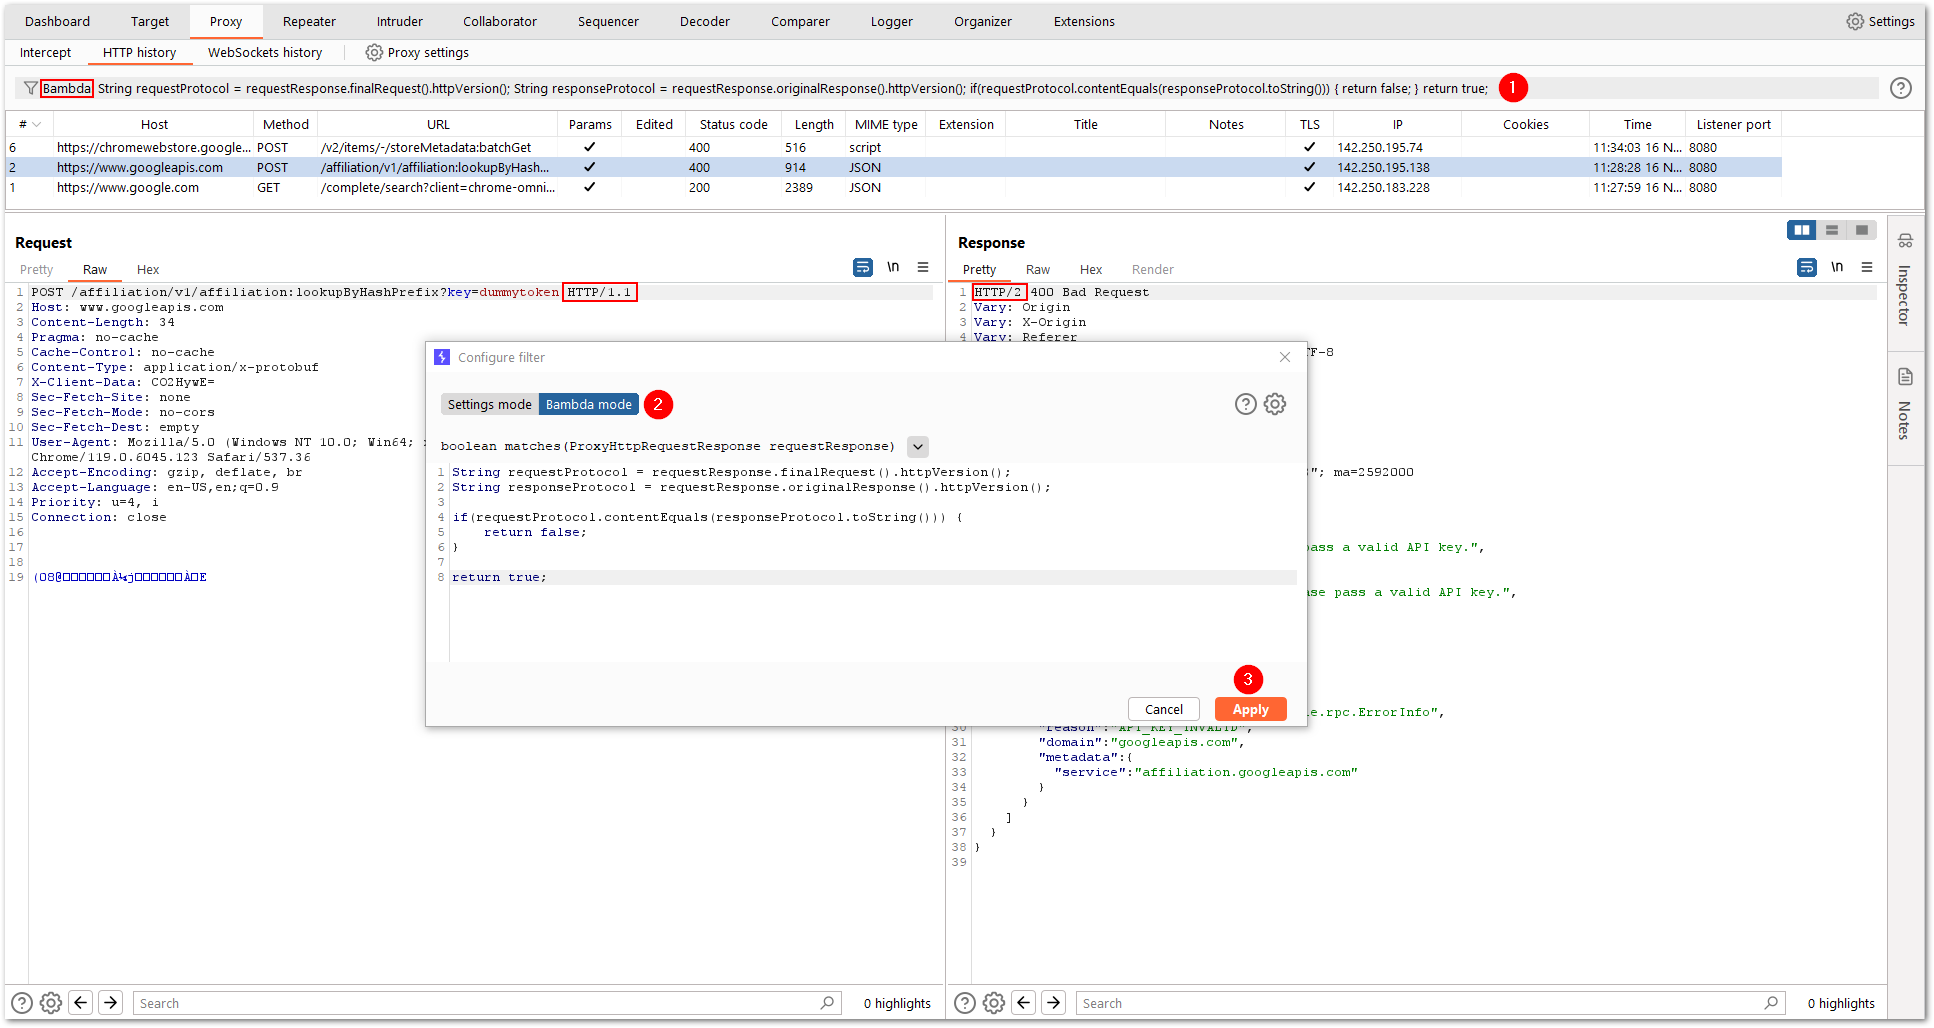 Dashboard Target Proxy Repeater Intruder Collaborator Sequencer Decoder Comparer Logger Organizer Extensions Settings
Intercept HTTP history WebSockets history Proxy settings
Bambda String requestProtocol = requestResponse.finalRequest().httpVersion(); String responseProtocol = requestResponse.originalResponse().httpVersion(); if(requestProtocol.contentEquals(responseProtocol.toString())) { return false; } return true; 1
# Host Method URL Params Edited Status code Length MIME type Extension Title Notes TLS IP Cookies Time Listener port
6 https://chromewebstore.google... POST /v2/items/-/storeMetadata:batchGet ✓ 400 516 script ✓ 142.250.195.74 11:34:03 16 N... 8080
2 https://www.googleapis.com POST /affiliation/v1/affiliation:lookupByHash... ✓ 400 914 JSON ✓ 142.250.195.138 11:28:28 16 N... 8080
1 https://www.google.com GET /complete/search?client=chrome-omni... ✓ 200 2389 JSON ✓ 142.250.183.228 11:27:59 16 N... 8080
Request
Pretty Raw Hex \n
1 POST /affiliation/v1/affiliation:lookupByHashPrefix?key=dummytoken HTTP/1.1
2 Host: www.googleapis.com
3 Content-Length: 34
4 Pragma: no-cache
5 Cache-Control: no-cache
6 Content-Type: application/x-protobuf
7 X-Client-Data: CO2HywE=
8 Sec-Fetch-Site: none
9 Sec-Fetch-Mode: no-cors
10 Sec-Fetch-Dest: empty
11 User-Agent: Mozilla/5.0 (Windows NT 10.0; Win64;
Chrome/119.0.6045.123 Safari/537.36
12 Accept-Encoding: gzip, deflate, br
13 Accept-Language: en-US,en;q=0.9
14 Priority: u=4, i
15 Connection: close
16
17
18
19
Response
Pretty Raw Hex Render \n
1 HTTP/2 400 Bad Request
2 Vary: Origin
3 Vary: X-Origin
4 Vary: Referer
TF-8
"; ma=2592000
pass a valid API key.",
ase pass a valid API key.",
e.rpc.ErrorInfo",
30 "reason":"API_KEY_INVALID",
31 "domain":"googleapis.com",
32 "metadata":{
33 "service":"affiliation.googleapis.com"
34 }
35 }
36 ]
37 }
38 }
39
Inspector
Notes
Configure filter
Settings mode Bambda mode 2
boolean matches(ProxyHttpRequestResponse requestResponse)
1 String requestProtocol = requestResponse.finalRequest().httpVersion();
2 String responseProtocol = requestResponse.originalResponse().httpVersion();
3
4 if(requestProtocol.contentEquals(responseProtocol.toString())) {
5 return false;
6 }
7
8 return true;
3
Cancel Apply
Search 0 highlights
Search 0 highlights